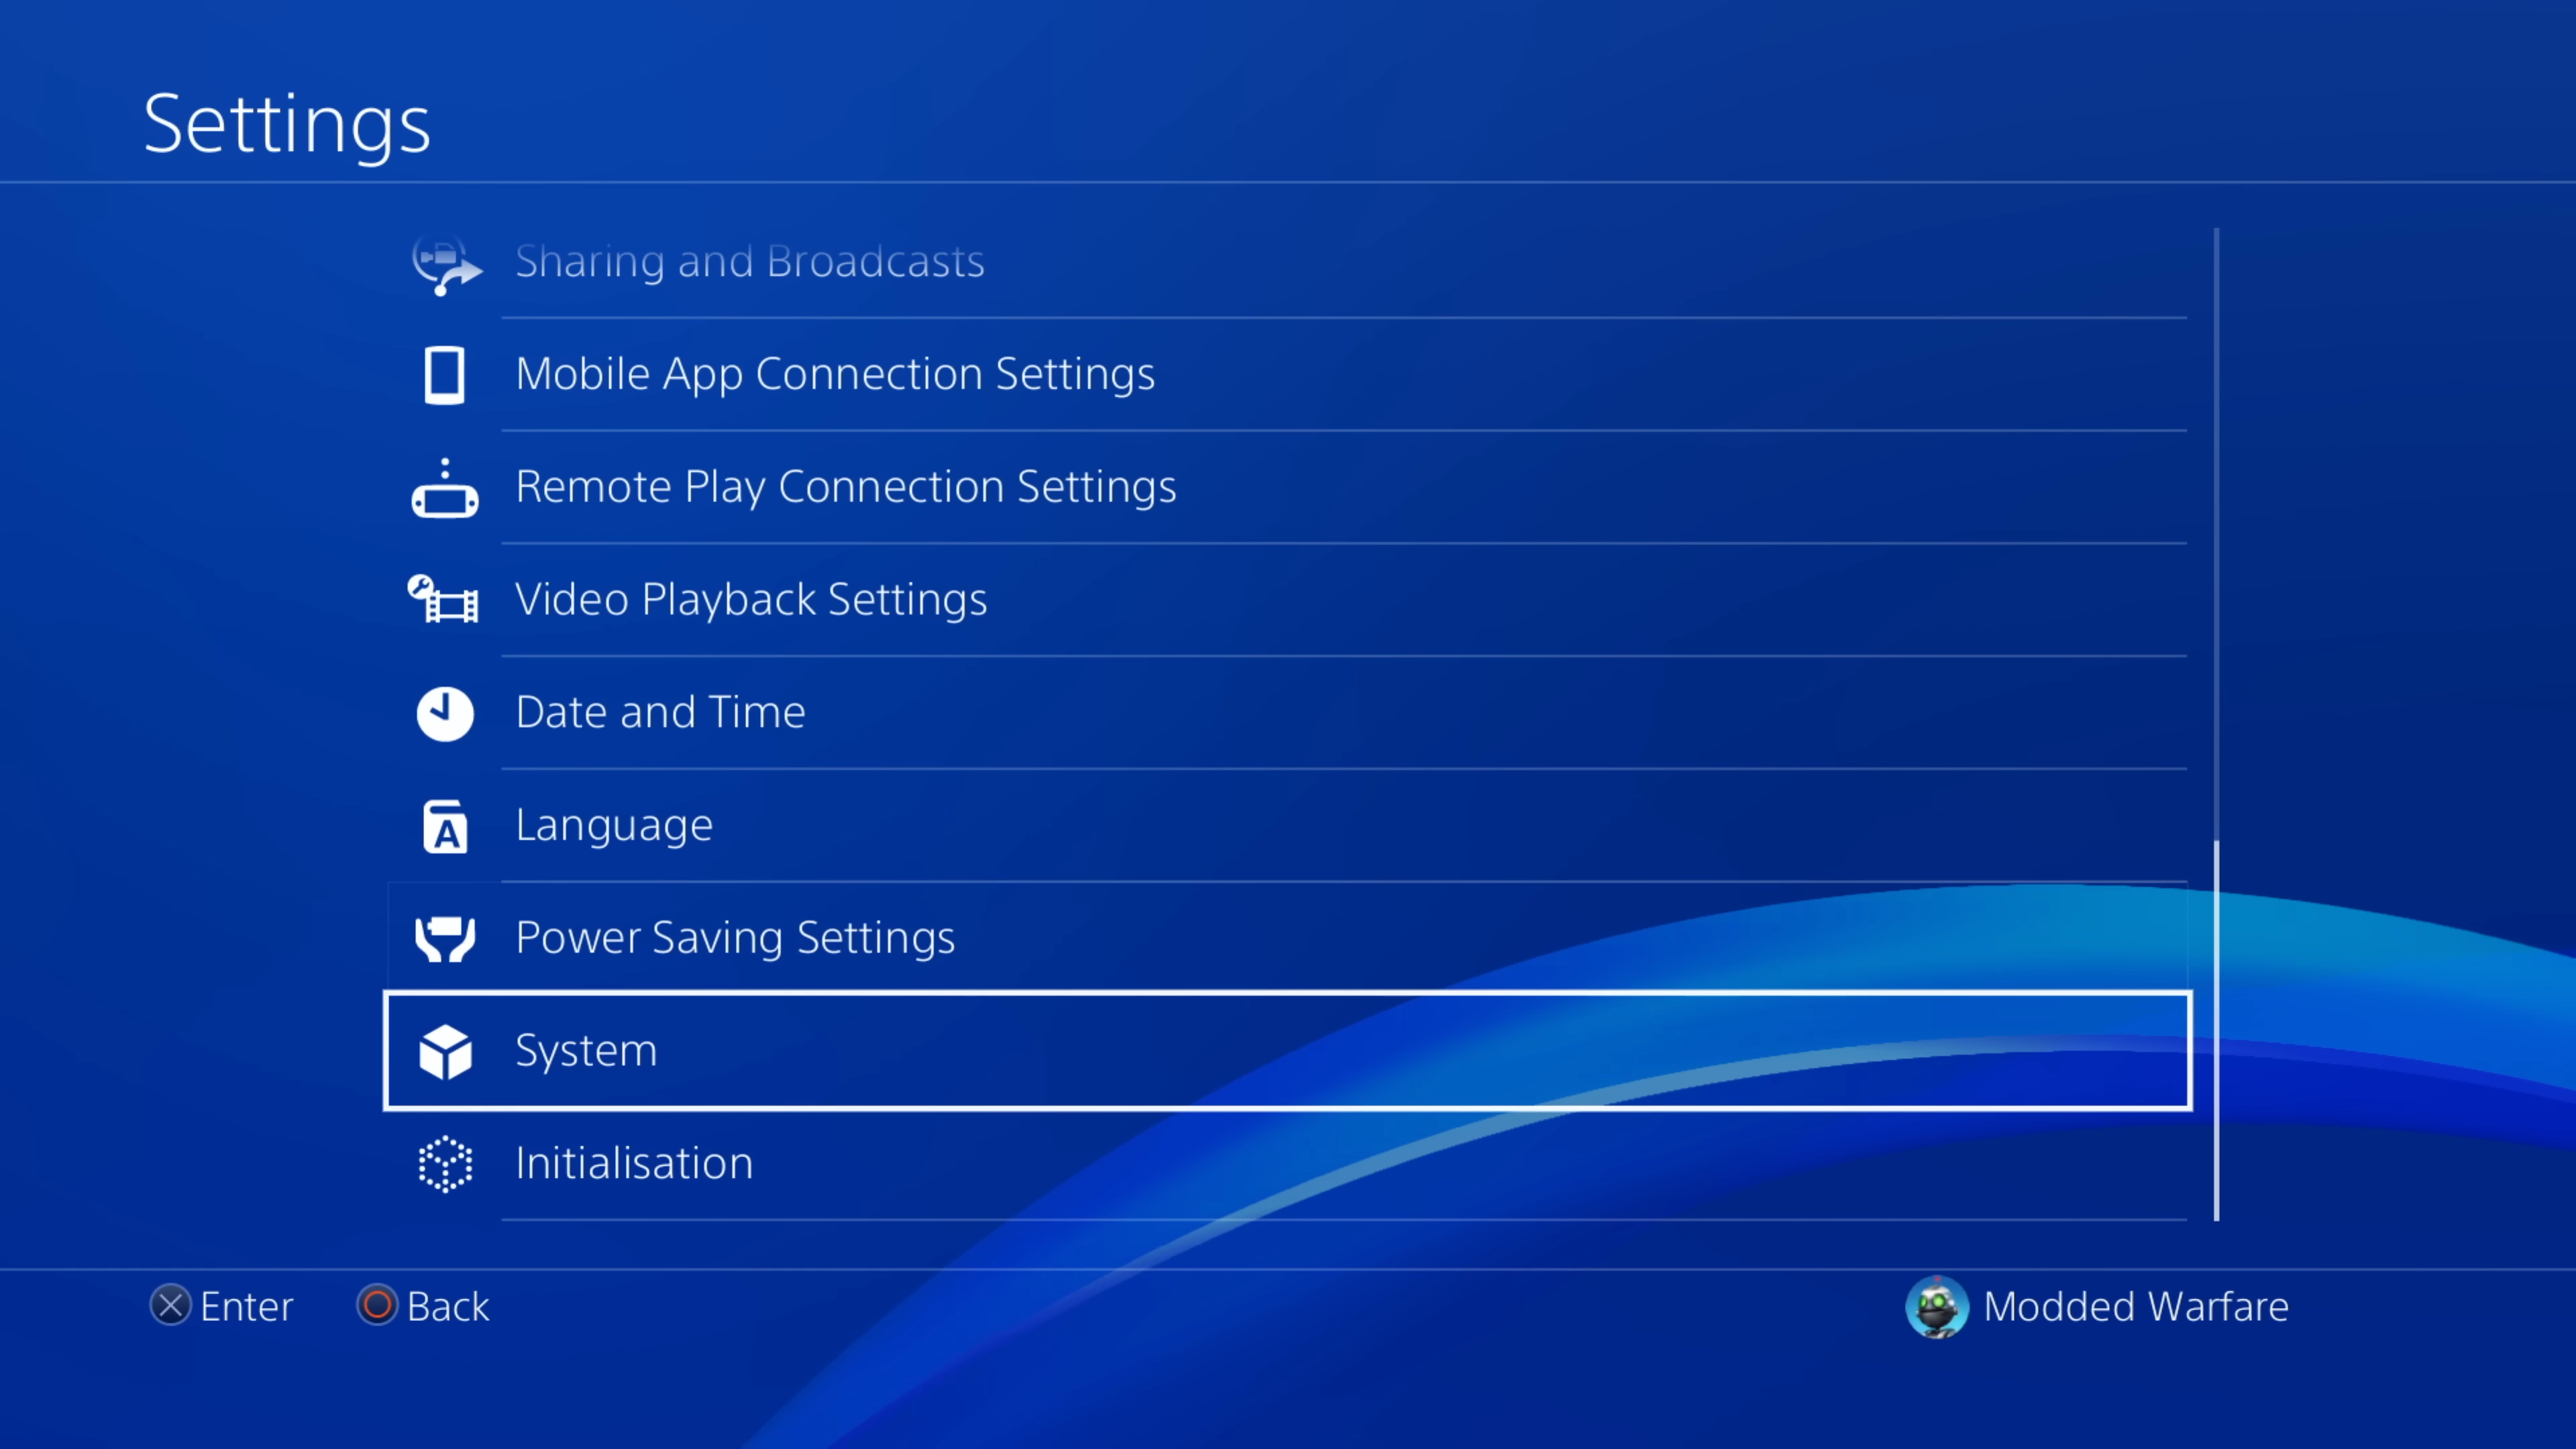 Settings
Sharing and Broadcasts
Mobile App Connection Settings
Remote Play Connection Settings
Video Playback Settings
Date and Time
Language
Power Saving Settings
System
Initialisation
Enter Back Modded Warfare